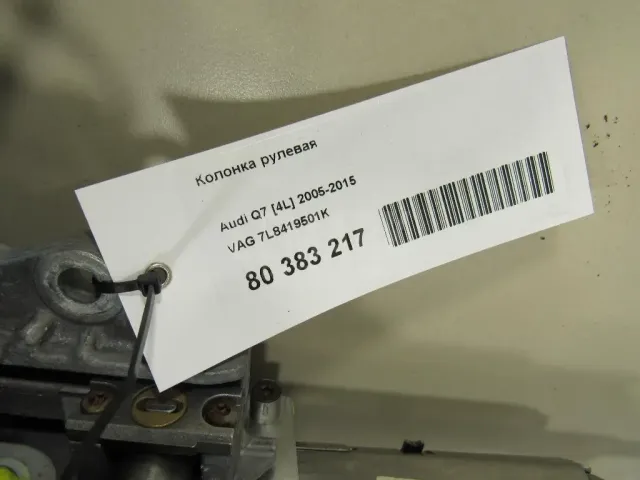 Колонка рулевая
Audi Q7 [4L] 2005-2015
VAG 7L8419501K
80 383 217